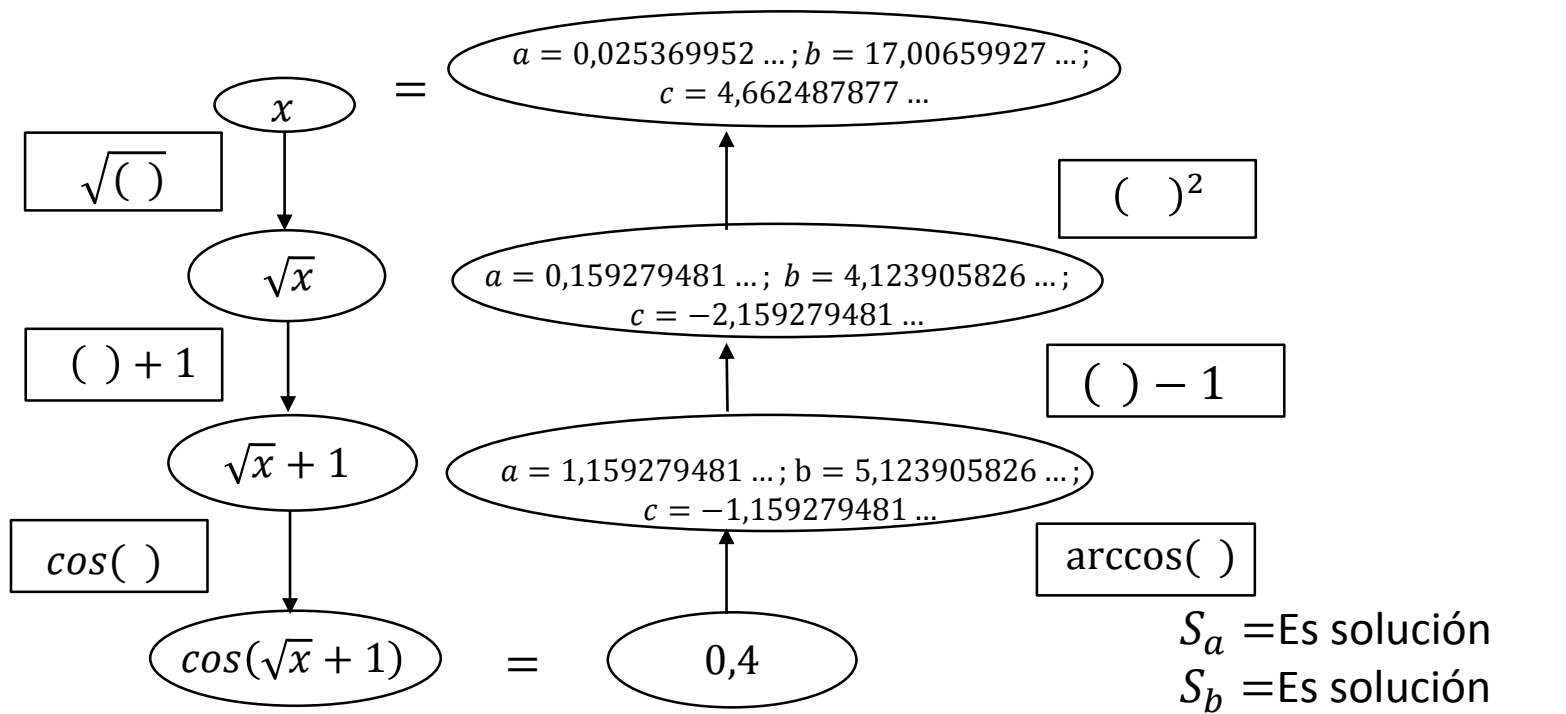 a = 0,025369952 … ; b = 17,00659927 … ;
c = 4,662487877 …
x
=
√( )
( )²
√x
a = 0,159279481 … ; b = 4,123905826 … ;
c = −2,159279481 …
( ) + 1
( ) − 1
√x + 1
a = 1,159279481 … ; b = 5,123905826 … ;
c = −1,159279481 …
cos( )
arccos( )
cos(√x + 1)
=
0,4
Sₐ =Es solución
S_b =Es solución